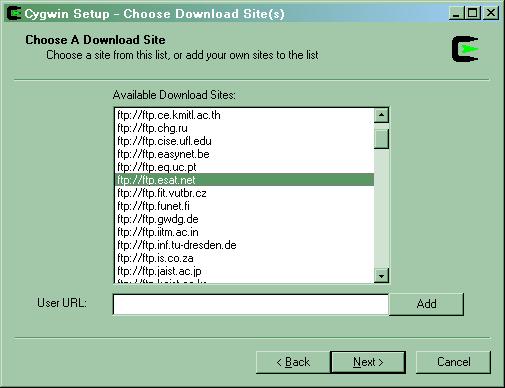 Cygwin Setup - Choose Download Site(s)
Choose A Download Site
Choose a site from this list, or add your own sites to the list
Available Download Sites:
ftp://ftp.ce.kmitl.ac.th
ftp://ftp.chg.ru
ftp://ftp.cise.ufl.edu
ftp://ftp.easynet.be
ftp://ftp.eq.uc.pt
ftp://ftp.esat.net
ftp://ftp.fit.vutbr.cz
ftp://ftp.funet.fi
ftp://ftp.gwdg.de
ftp://ftp.iitm.ac.in
ftp://ftp.inf.tu-dresden.de
ftp://ftp.is.co.za
ftp://ftp.jaist.ac.jp
User URL:
Add
< Back
Next >
Cancel